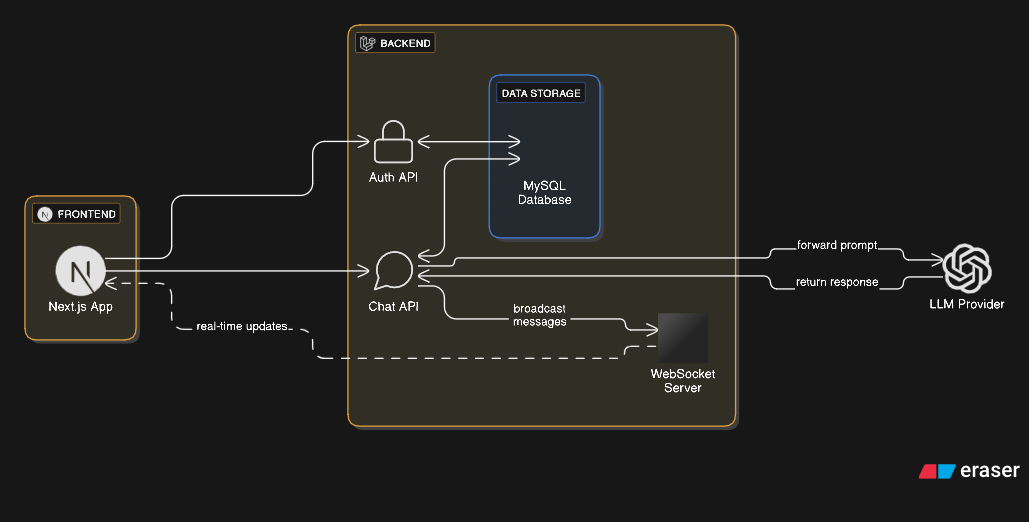 BACKEND
DATA STORAGE
Auth API
MySQL
Database
FRONTEND
Next.js App
Chat API
forward prompt
return response
LLM Provider
broadcast
messages
real-time updates
WebSocket
Server
eraser